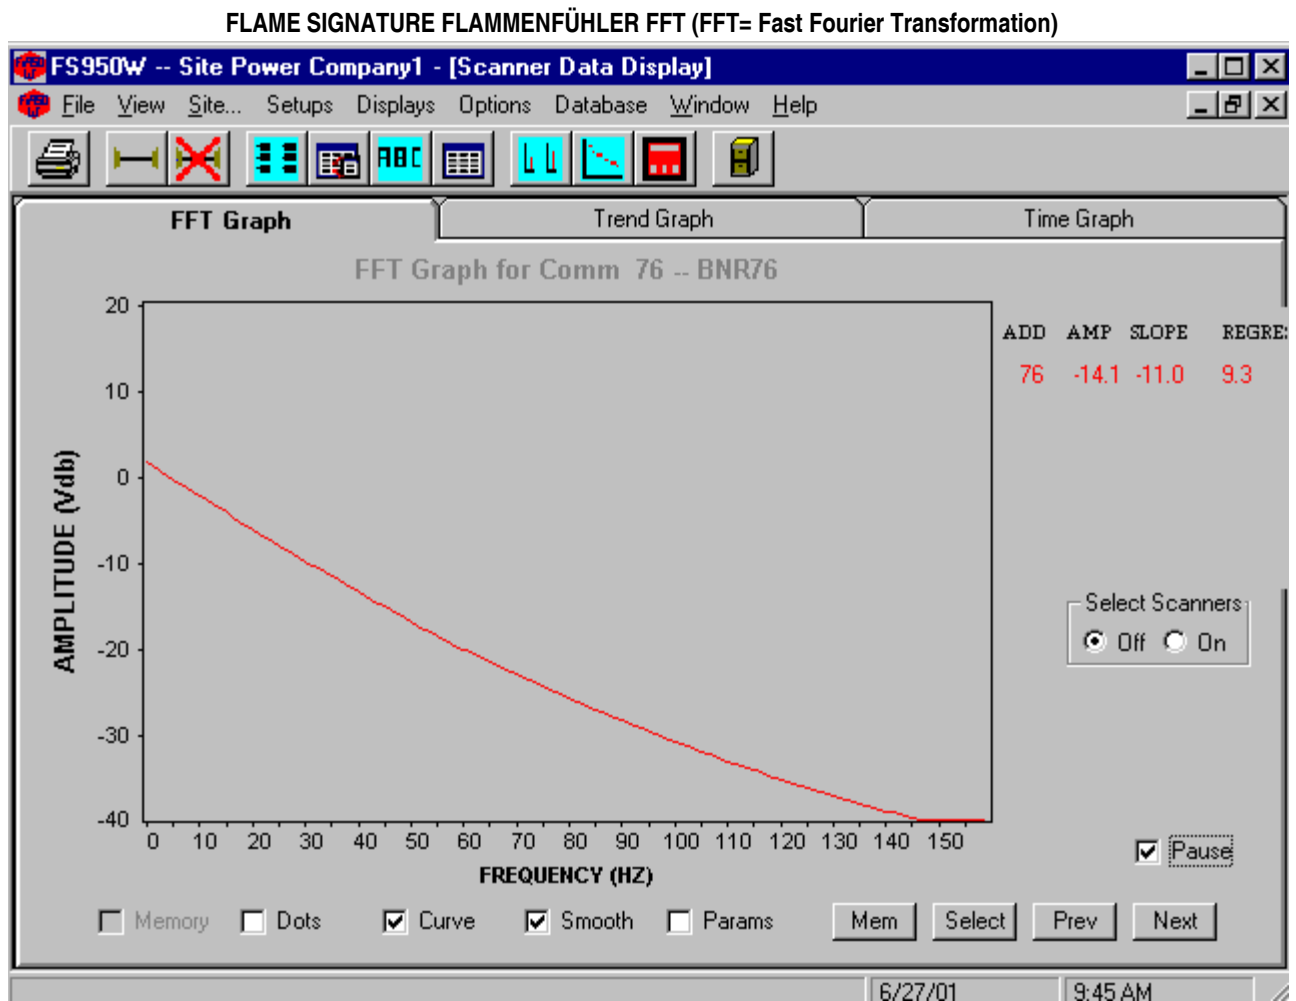 FLAME SIGNATURE FLAMMENFÜHLER FFT (FFT= Fast Fourier Transformation)
FS950W -- Site Power Company1 - [Scanner Data Display]
File View Site... Setups Displays Options Database Window Help
ABC
FFT Graph Trend Graph Time Graph
FFT Graph for Comm 76 -- BNR76
ADD AMP SLOPE REGRE:
76 -14.1 -11.0 9.3
AMPLITUDE (Vdb)
20
10
0
-10
-20
-30
-40
0 10 20 30 40 50 60 70 80 90 100 110 120 130 140 150
FREQUENCY (HZ)
Select Scanners
Off On
Pause
Memory Dots Curve Smooth Params Mem Select Prev Next
6/27/01 9:45 AM